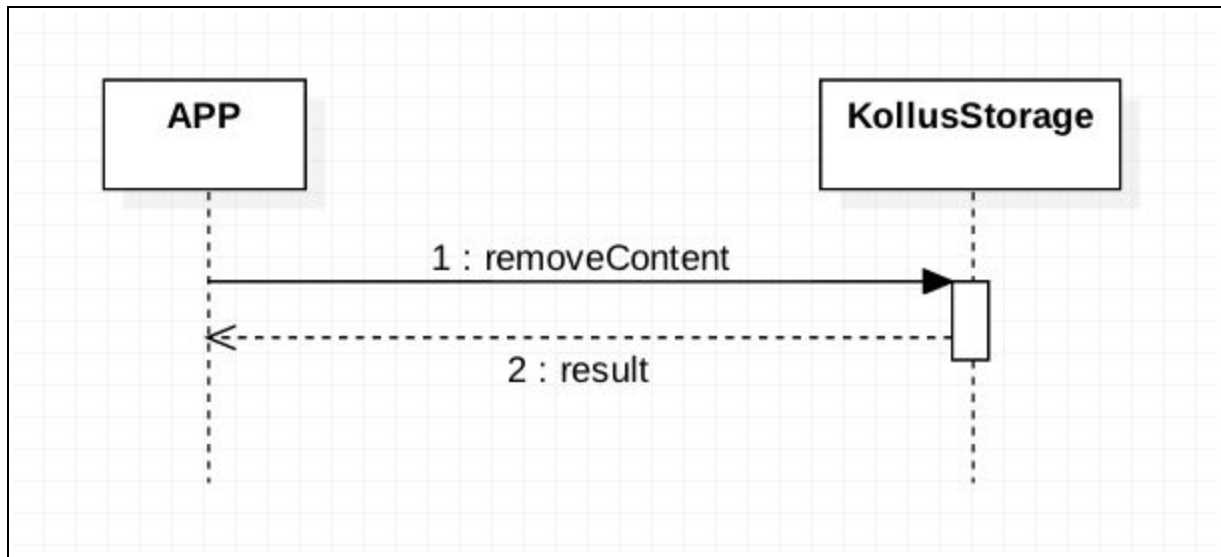 APP
KollusStorage
1 : removeContent
2 : result